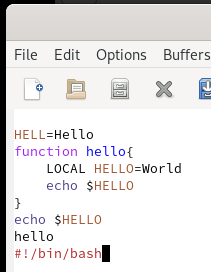 File Edit Options Buffers
HELL=Hello
function hello{
    LOCAL HELLO=World
    echo $HELLO
}
echo $HELLO
hello
#!/bin/bash